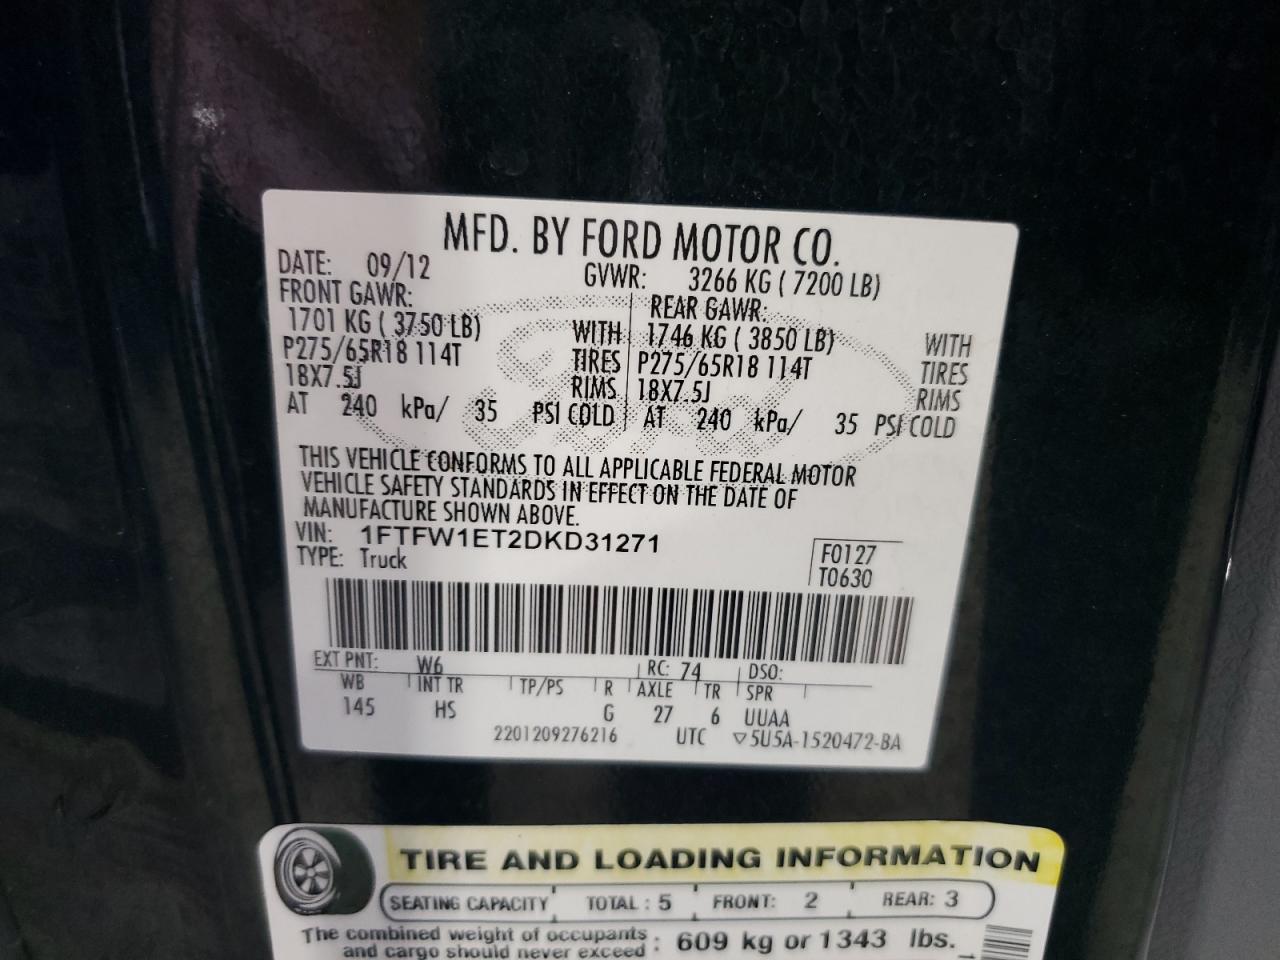 MFD. BY FORD MOTOR CO.
DATE: 09/12 GVWR: 3266 KG ( 7200 LB)
FRONT GAWR: REAR GAWR:
1701 KG ( 3750 LB) WITH 1746 KG ( 3850 LB) WITH
P275/65R18 114T TIRES P275/65R18 114T TIRES
18X7.5J RIMS 18X7.5J RIMS
AT 240 kPa/ 35 PSI COLD AT 240 kPa/ 35 PSI COLD
THIS VEHICLE CONFORMS TO ALL APPLICABLE FEDERAL MOTOR
VEHICLE SAFETY STANDARDS IN EFFECT ON THE DATE OF
MANUFACTURE SHOWN ABOVE.
VIN: 1FTFW1ET2DKD31271
TYPE: Truck
F0127
T0630
EXT PNT: W6 RC: 74 DSO:
WB INT TR TP/PS R AXLE TR SPR
145 HS G 27 6 UUAA
2201209276216 UTC ▽5U5A-1520472-BA
TIRE AND LOADING INFORMATION
SEATING CAPACITY TOTAL : 5 FRONT: 2 REAR: 3
The combined weight of occupants
and cargo should never exceed : 609 kg or 1343 lbs.